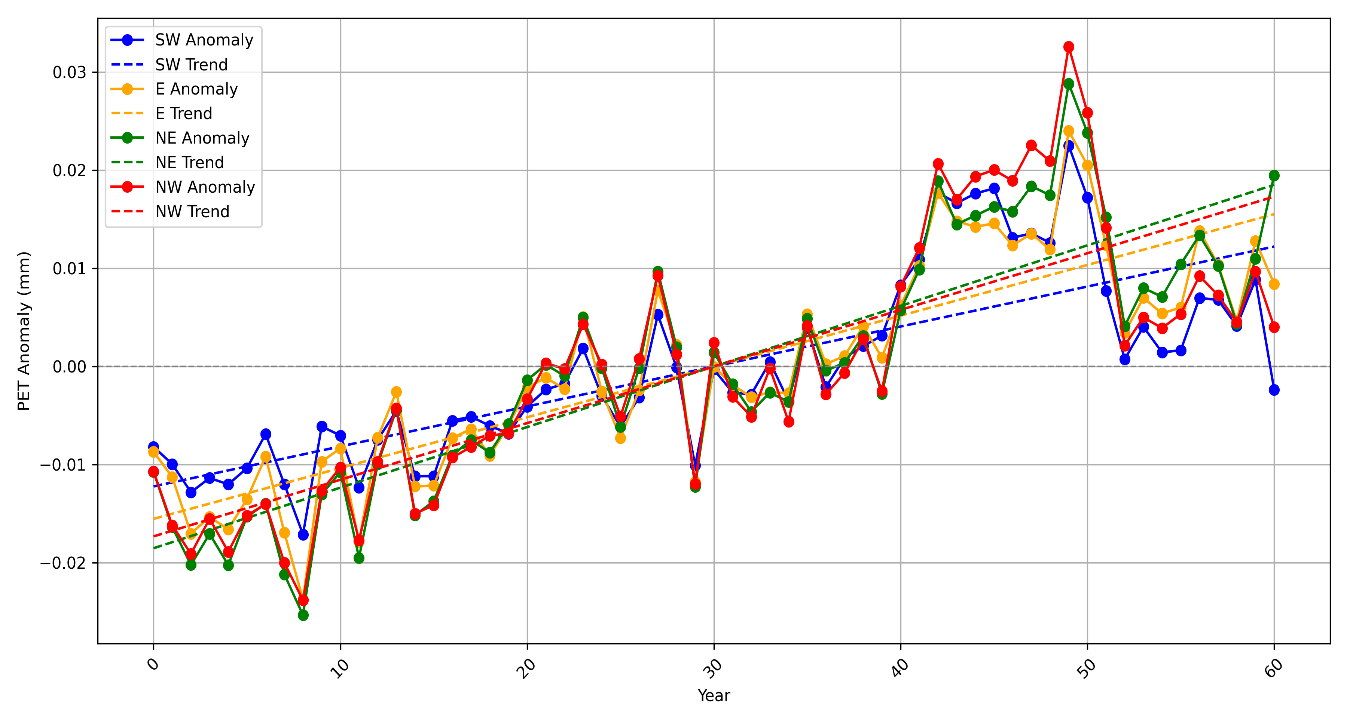 SW Anomaly
SW Trend
E Anomaly
E Trend
NE Anomaly
NE Trend
NW Anomaly
NW Trend
PET Anomaly (mm)
0.03
0.02
0.01
0.00
−0.01
−0.02
0 10 20 30 40 50 60
Year